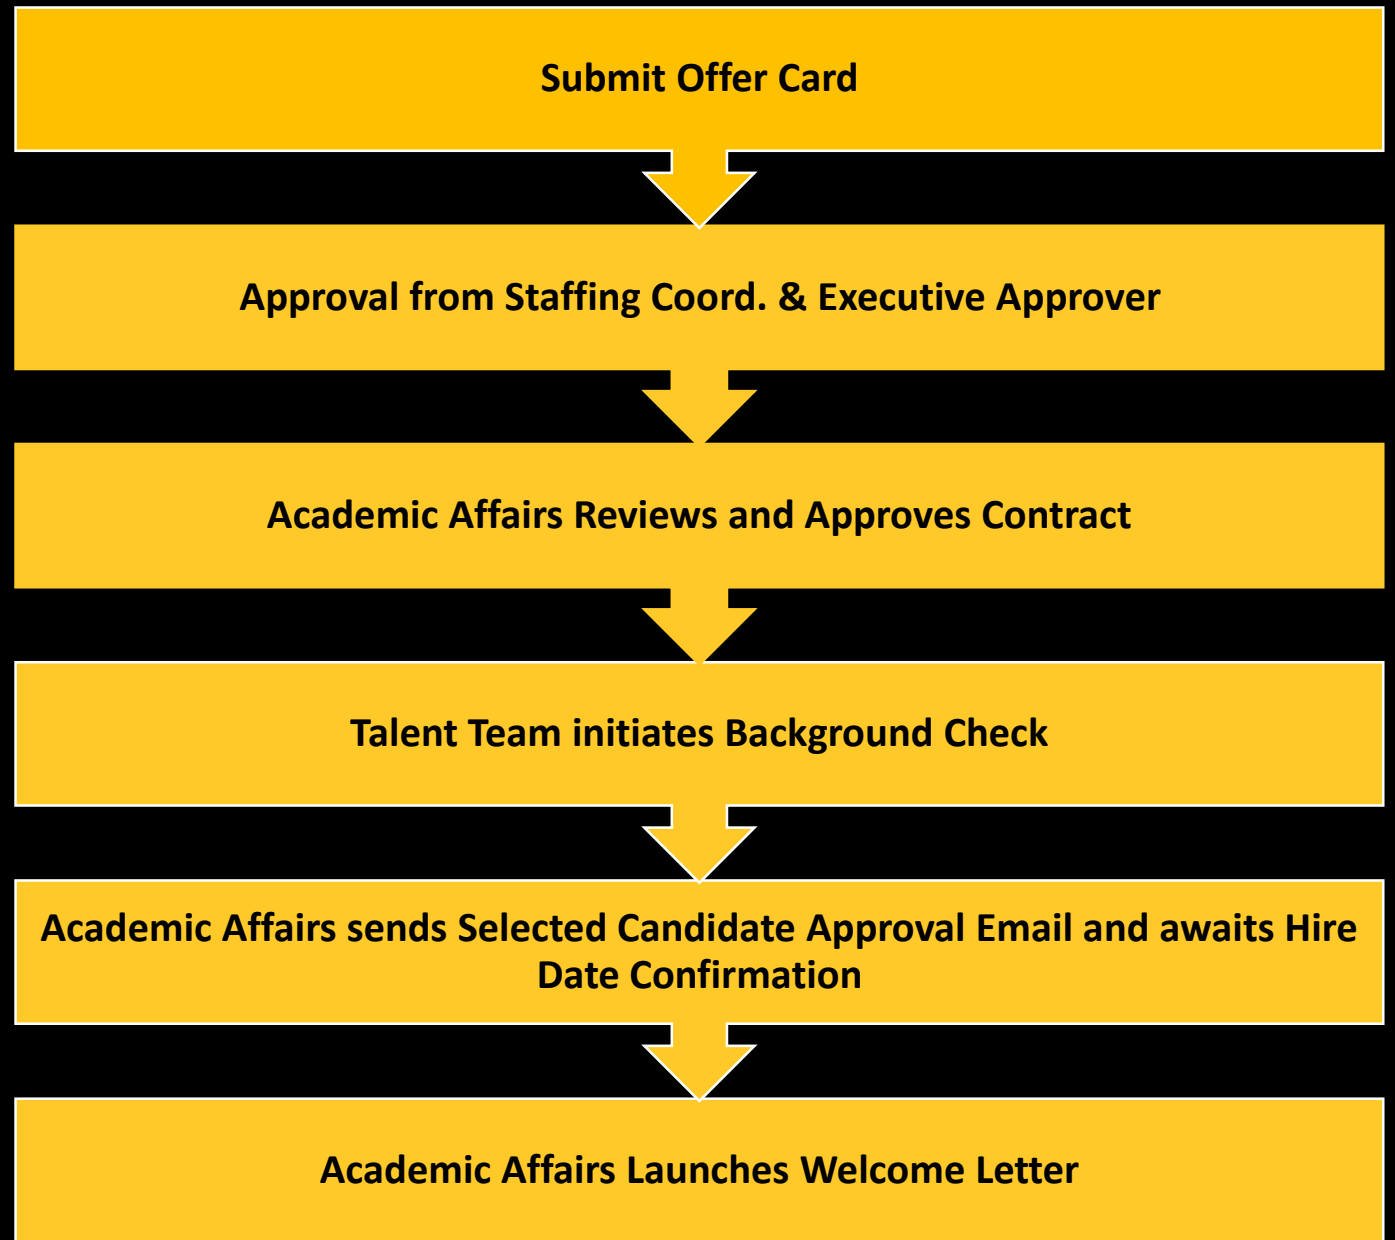 Submit Offer Card
Approval from Staffing Coord. & Executive Approver
Academic Affairs Reviews and Approves Contract
Talent Team initiates Background Check
Academic Affairs sends Selected Candidate Approval Email and awaits Hire
Date Confirmation
Academic Affairs Launches Welcome Letter